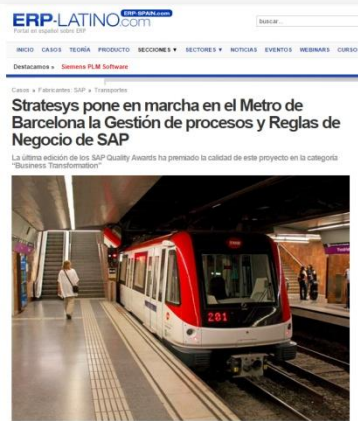 ERP-LATINO.com
ERP-SPAIN.com
Portal en español sobre ERP
buscar...
INICIO CASOS TEORÍA PRODUCTO SECCIONES ▼ SECTORES ▼ NOTICIAS EVENTOS WEBINARS CURSO
Destacamos » Siemens PLM Software
Casos » Fabricantes: SAP » Transportes
Stratesys pone en marcha en el Metro de
Barcelona la Gestión de procesos y Reglas de
Negocio de SAP
La última edición de los SAP Quality Awards ha premiado la calidad de este proyecto en la categoría
"Business Transformation"
201